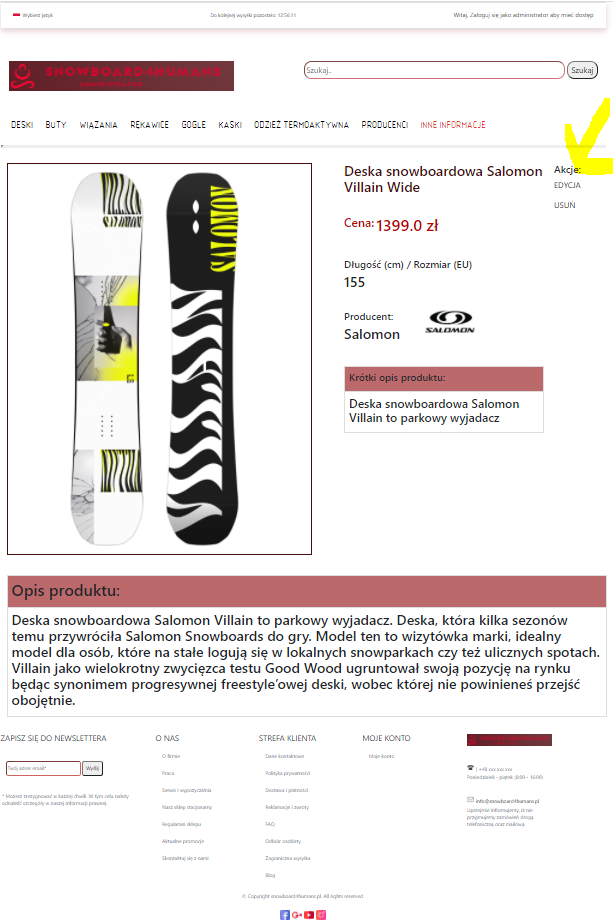 Wybierz język
Do kolejnej wysyłki pozostało: 12:56:11
Witaj, Zaloguj się jako administrator aby mieć dostęp
SNOWBOARD4HUMANS
Szukaj..
Szukaj
DESKI BUTY WIĄZANIA RĘKAWICE GOGLE KASKI ODZIEŻ TERMOAKTYWNA PRODUCENCI INNE INFORMACJE
Deska snowboardowa Salomon
Villain Wide
Akcje:
EDYCJA
USUŃ
Cena: 1399.0 zł
Długość (cm) / Rozmiar (EU)
155
Producent:
Salomon
SALOMON
SALOMON
Krótki opis produktu:
Deska snowboardowa Salomon
Villain to parkowy wyjadacz
Opis produktu:
Deska snowboardowa Salomon Villain to parkowy wyjadacz. Deska, która kilka sezonów
temu przywróciła Salomon Snowboards do gry. Model ten to wizytówka marki, idealny
model dla osób, które na stałe logują się w lokalnych snowparkach czy też ulicznych spotach.
Villain jako wielokrotny zwycięzca testu Good Wood ugruntował swoją pozycję na rynku
będąc synonimem progresywnej freestyle'owej deski, wobec której nie powinieneś przejść
obojętnie.
ZAPISZ SIĘ DO NEWSLETTERA
Twój adres email*
Wyślij
* Możesz zrezygnować w każdej chwili. W tym celu należy
odnaleźć szczegóły w naszej informacji prawnej.
O NAS
O firmie
Praca
Serwis i wypożyczalnia
Nasz sklep stacjonarny
Regulamin sklepu
Aktualne promocje
Skontaktuj się z nami
STREFA KLIENTA
Dane kontaktowe
Polityka prywatności
Dostawa i płatności
Reklamacje i zwroty
FAQ
Odbiór osobisty
Zagraniczna wysyłka
Blog
MOJE KONTO
Moje konto
| +48 xxx xxx xxx
Poniedziałek - piątek (8:00 - 16:00)
info@snowboard4humans.pl
Uprzejmie informujemy, iż nie
przyjmujemy zamówień drogą
telefoniczną oraz mailową.
© Copyright snowboard4humans.pl. All rights reserved.